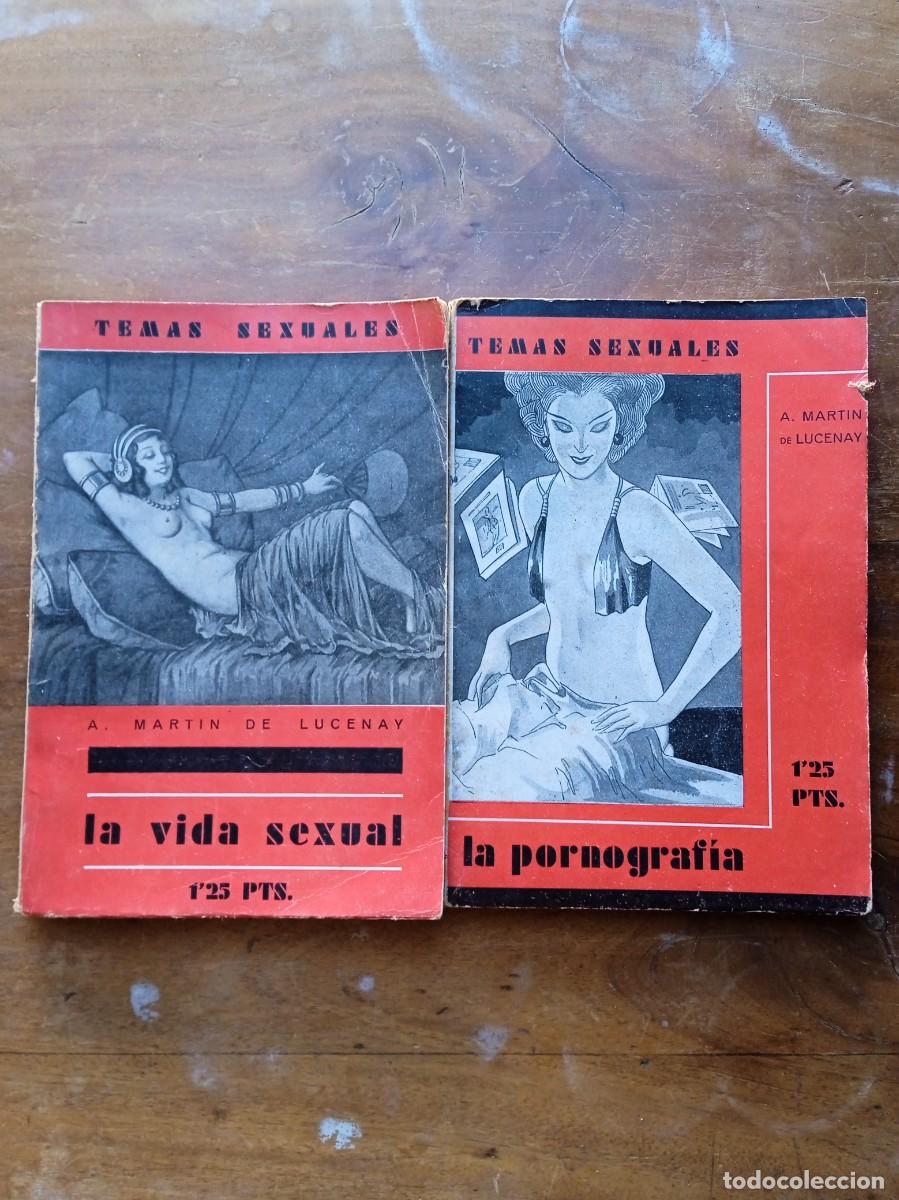 TEMAS SEXUALES
A. MARTIN DE LUCENAY
la vida sexual
1'25 PTS.
TEMAS SEXUALES
A. MARTIN
DE LUCENAY
1'25
PTS.
la pornografía
todocoleccion